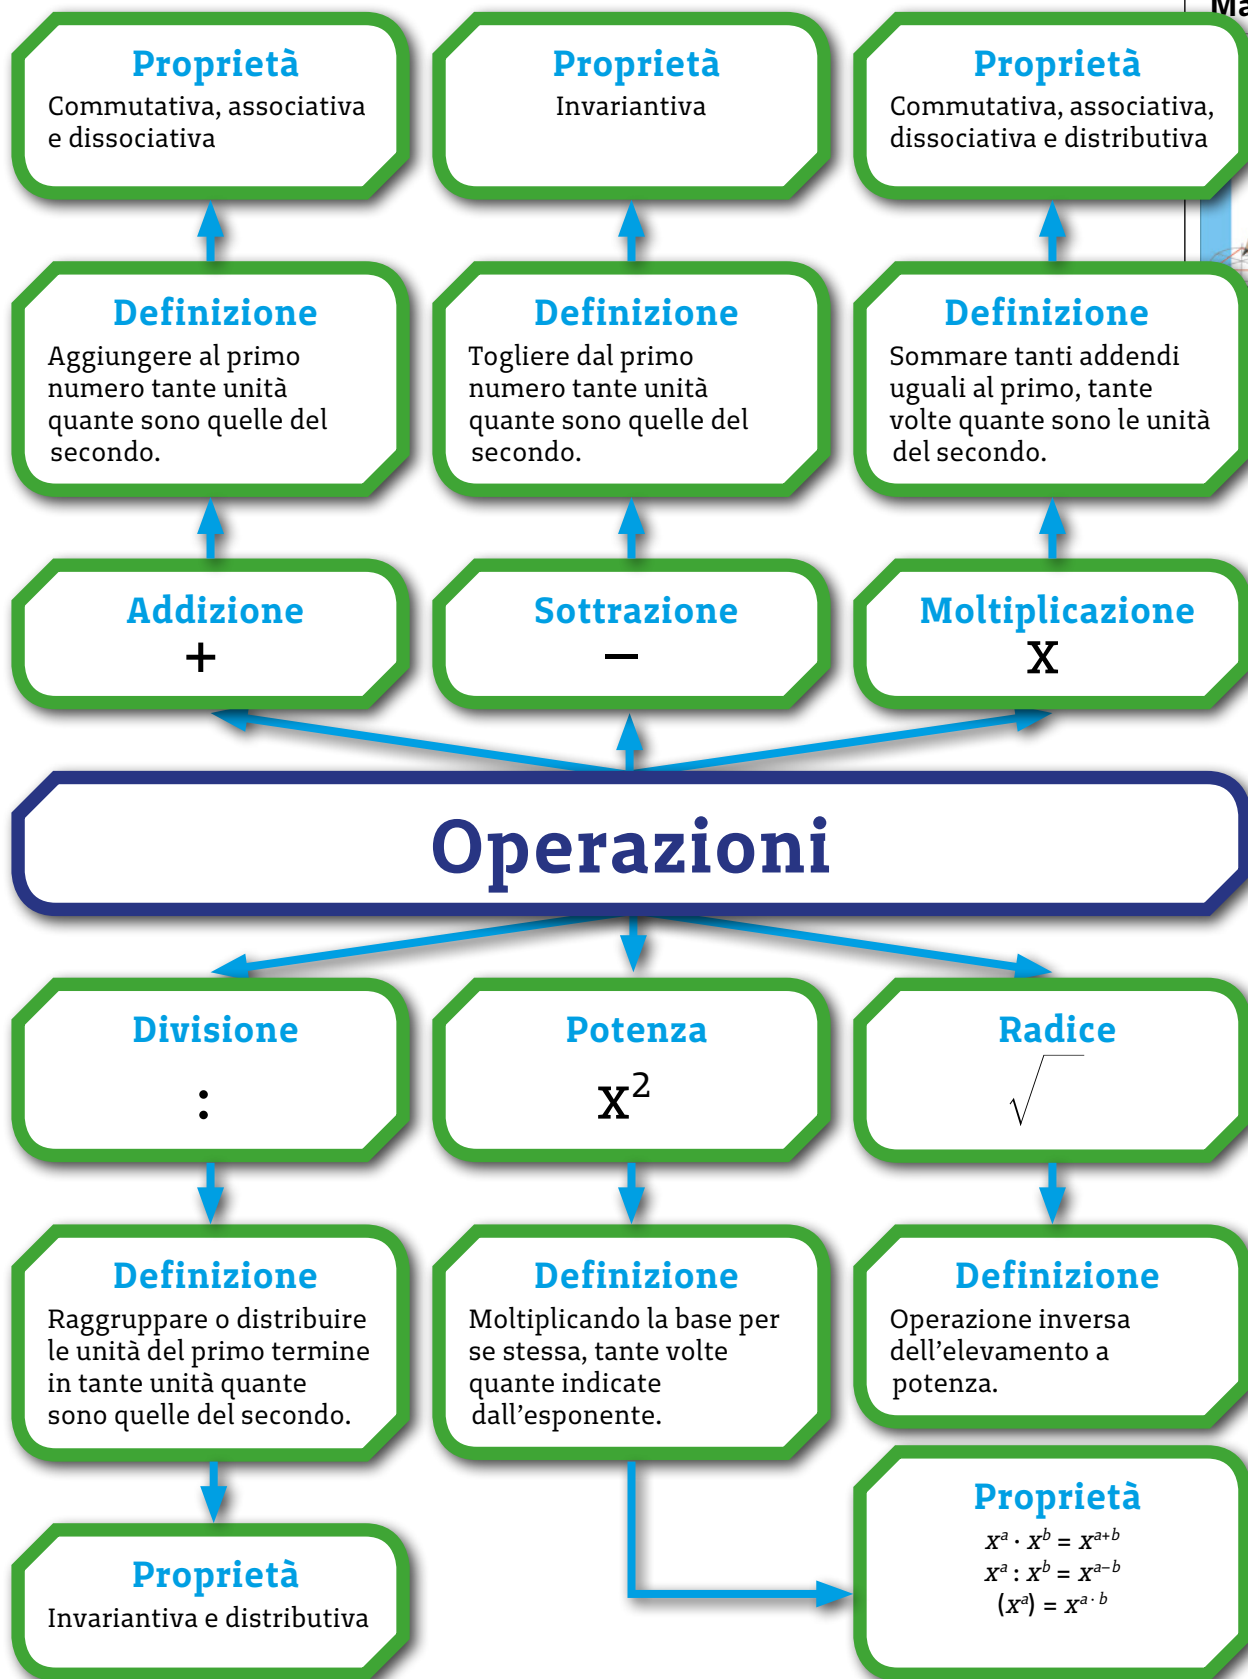 Ma
Proprietà
Commutativa, associativa
e dissociativa
Proprietà
Invariantiva
Proprietà
Commutativa, associativa,
dissociativa e distributiva
Definizione
Aggiungere al primo
numero tante unità
quante sono quelle del
secondo.
Definizione
Togliere dal primo
numero tante unità
quante sono quelle del
secondo.
Definizione
Sommare tanti addendi
uguali al primo, tante
volte quante sono le unità
del secondo.
Addizione
+
Sottrazione
–
Moltiplicazione
x
Operazioni
Divisione
:
Potenza
x²
Radice
√
Definizione
Raggruppare o distribuire
le unità del primo termine
in tante unità quante
sono quelle del secondo.
Definizione
Moltiplicando la base per
se stessa, tante volte
quante indicate
dall'esponente.
Definizione
Operazione inversa
dell'elevamento a
potenza.
Proprietà
Invariantiva e distributiva
Proprietà
xᵃ · xᵇ = xᵃ⁺ᵇ
xᵃ : xᵇ = xᵃ⁻ᵇ
(xᵃ) = xᵃ · ᵇ